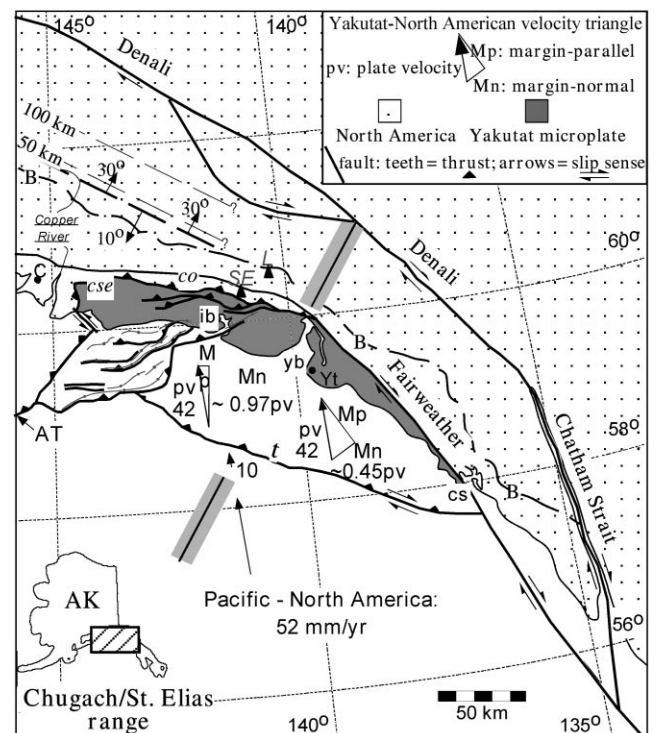 145°
140°
Yakutat-North American velocity triangle
pv: plate velocity
Mp: margin-parallel
Mn: margin-normal
North America
Yakutat microplate
fault: teeth= thrust; arrows= slip sense
Denali
100 km
50 km
30°
B
?
30°
10°
?
Copper
River
C
cse
co
SE
L
60°
Denali
ib
B
Fairweather
yb
Yt
M
p
Mn
pv
42
~ 0.97pv
Mp
pv
42
Mn
~0.45pv
58°
Chatham Strait
AT
t
10
cs
B
?
Pacific - North America:
52 mm/yr
AK
56°
Chugach/St. Elias
range
140°
50 km
135°